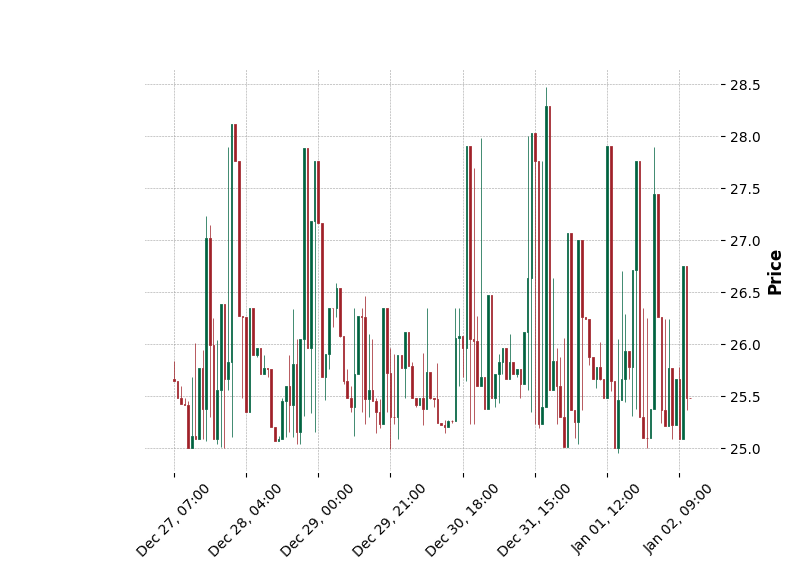 28.5
28.0
27.5
27.0
26.5
26.0
25.5
25.0
Price
Dec 27, 07:00
Dec 28, 04:00
Dec 29, 00:00
Dec 29, 21:00
Dec 30, 18:00
Dec 31, 15:00
Jan 01, 12:00
Jan 02, 09:00